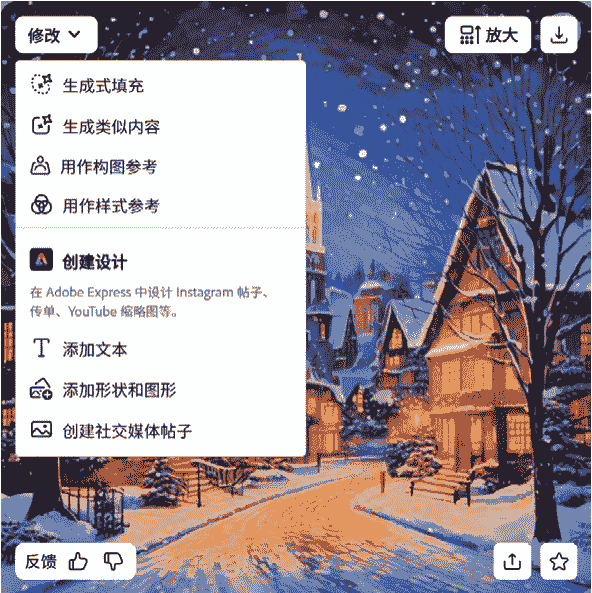 修改
放大
生成式填充
生成类似内容
用作构图参考
用作样式参考
创建设计
在 Adobe Express 中设计 Instagram 帖子、
传单、YouTube 缩略图等。
添加文本
添加形状和图形
创建社交媒体帖子
反馈